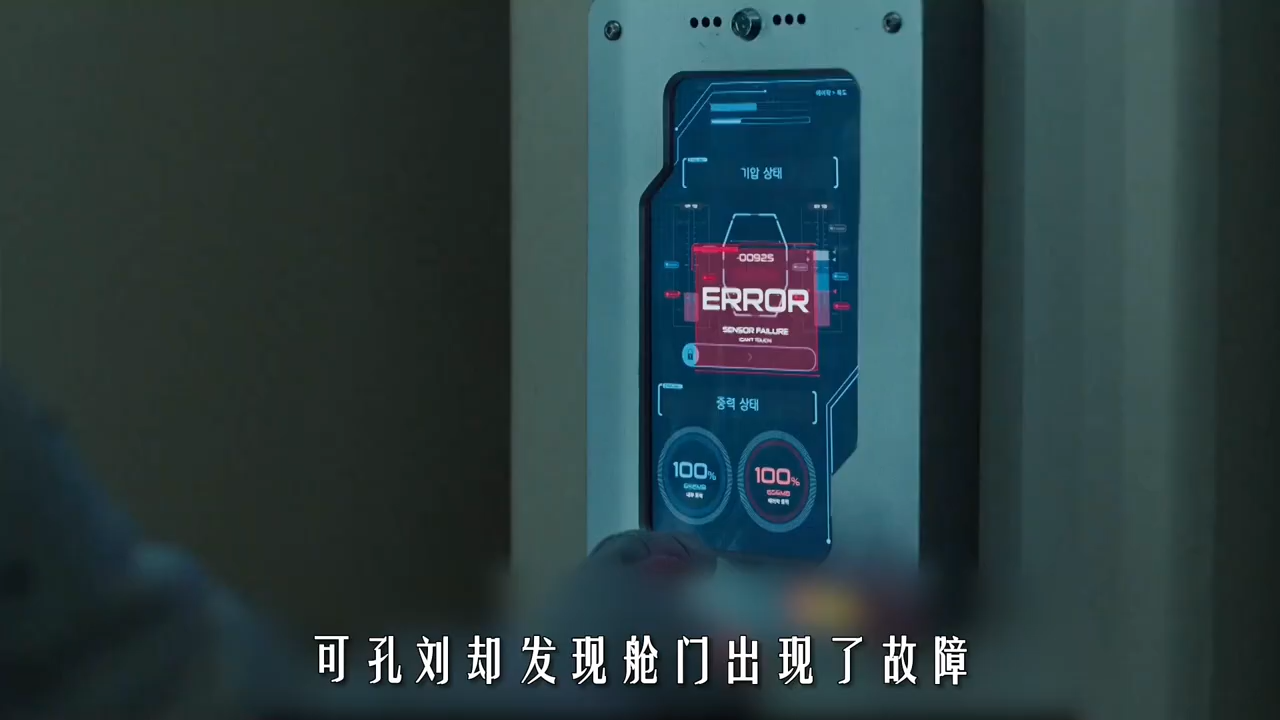 기압 상태
-00925
ERROR
SENSOR FAILURE
중력 상태
100%
100%
可孔刘却发现舱门出现了故障